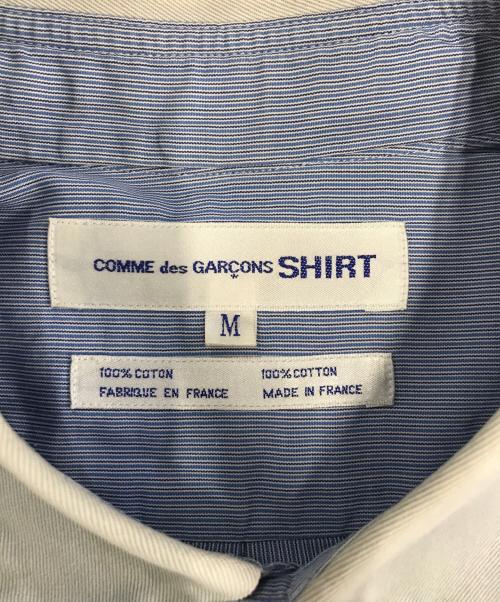 COMME des GARÇONS SHIRT
M
100% COTON 100% COTTON
FABRIQUE EN FRANCE MADE IN FRANCE